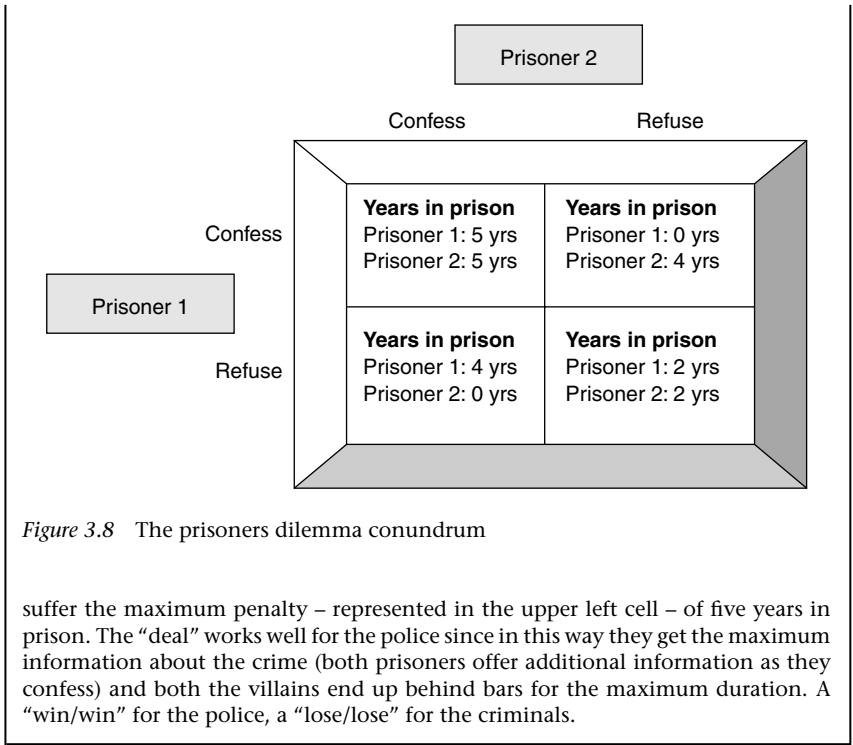 Prisoner 2
Confess Refuse
Years in prison Years in prison
Confess Prisoner 1: 5 yrs Prisoner 1: 0 yrs
Prisoner 2: 5 yrs Prisoner 2: 4 yrs
Prisoner 1
Years in prison Years in prison
Refuse Prisoner 1: 4 yrs Prisoner 1: 2 yrs
Prisoner 2: 0 yrs Prisoner 2: 2 yrs
Figure 3.8 The prisoners dilemma conundrum
suffer the maximum penalty – represented in the upper left cell – of five years in
prison. The “deal” works well for the police since in this way they get the maximum
information about the crime (both prisoners offer additional information as they
confess) and both the villains end up behind bars for the maximum duration. A
“win/win” for the police, a “lose/lose” for the criminals.